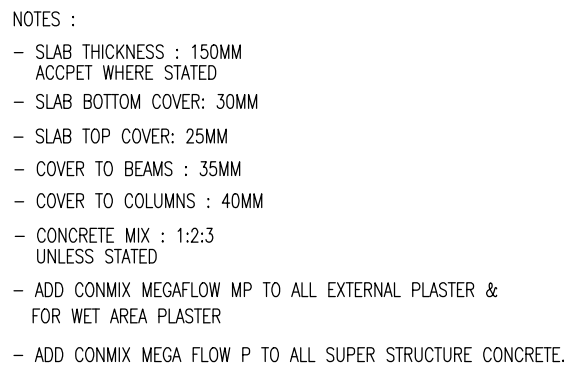 NOTES :
– SLAB THICKNESS : 150MM
ACCPET WHERE STATED
– SLAB BOTTOM COVER: 30MM
– SLAB TOP COVER: 25MM
– COVER TO BEAMS : 35MM
– COVER TO COLUMNS : 40MM
– CONCRETE MIX : 1:2:3
UNLESS STATED
– ADD CONMIX MEGAFLOW MP TO ALL EXTERNAL PLASTER &
FOR WET AREA PLASTER
– ADD CONMIX MEGA FLOW P TO ALL SUPER STRUCTURE CONCRETE.